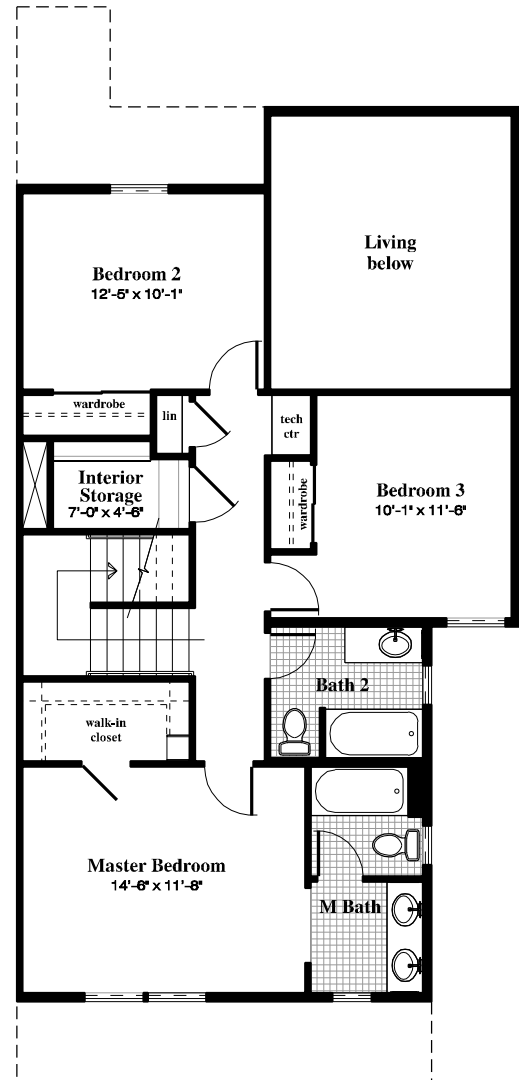 Living
below
Bedroom 2
12'-5" x 10'-1"
wardrobe
lin
tech
ctr
Interior
Storage
7'-0" x 4'-6"
wardrobe
Bedroom 3
10'-1" x 11'-6"
Bath 2
walk-in
closet
Master Bedroom
14'-6" x 11'-8"
M Bath